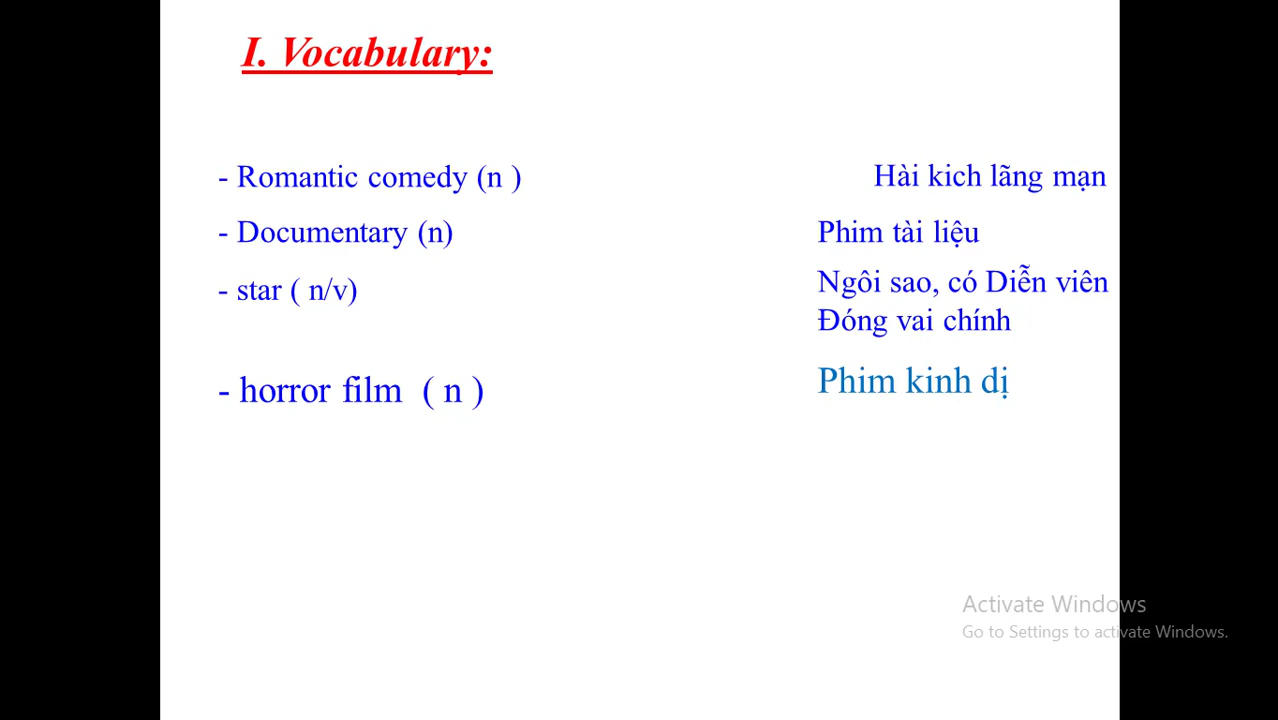 I. Vocabulary:
- Romantic comedy (n )
Hài kich lãng mạn
- Documentary (n)
Phim tài liệu
- star ( n/v)
Ngôi sao, có Diễn viên
Đóng vai chính
- horror film ( n )
Phim kinh dị
Activate Windows
Go to Settings to activate Windows.